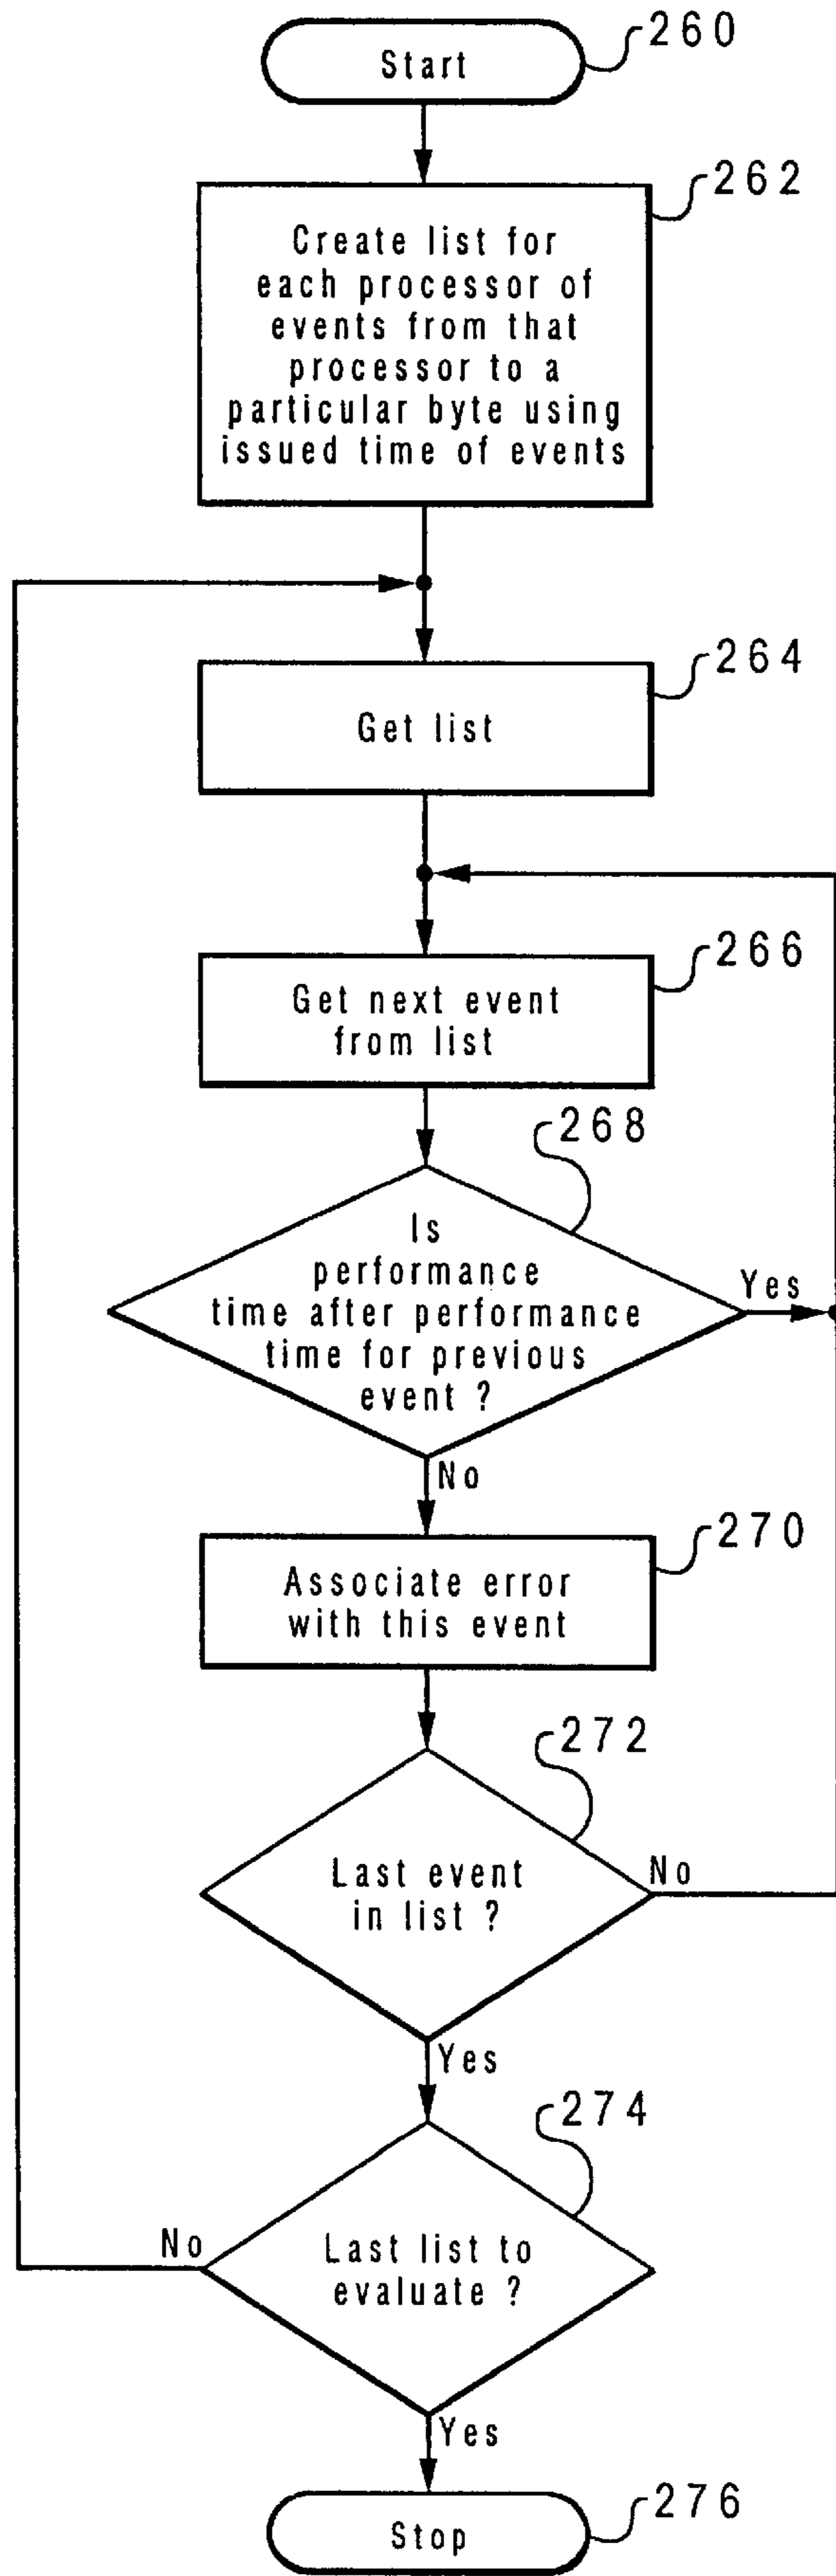 Start
260
262
Create list for
each processor of
events from that
processor to a
particular byte using
issued time of events
264
Get list
266
Get next event
from list
268
Is
performance
time after performance
time for previous
event ?
Yes
No
270
Associate error
with this event
272
Last event
in list ?
No
Yes
274
Last list to
evaluate ?
No
Yes
Stop
276